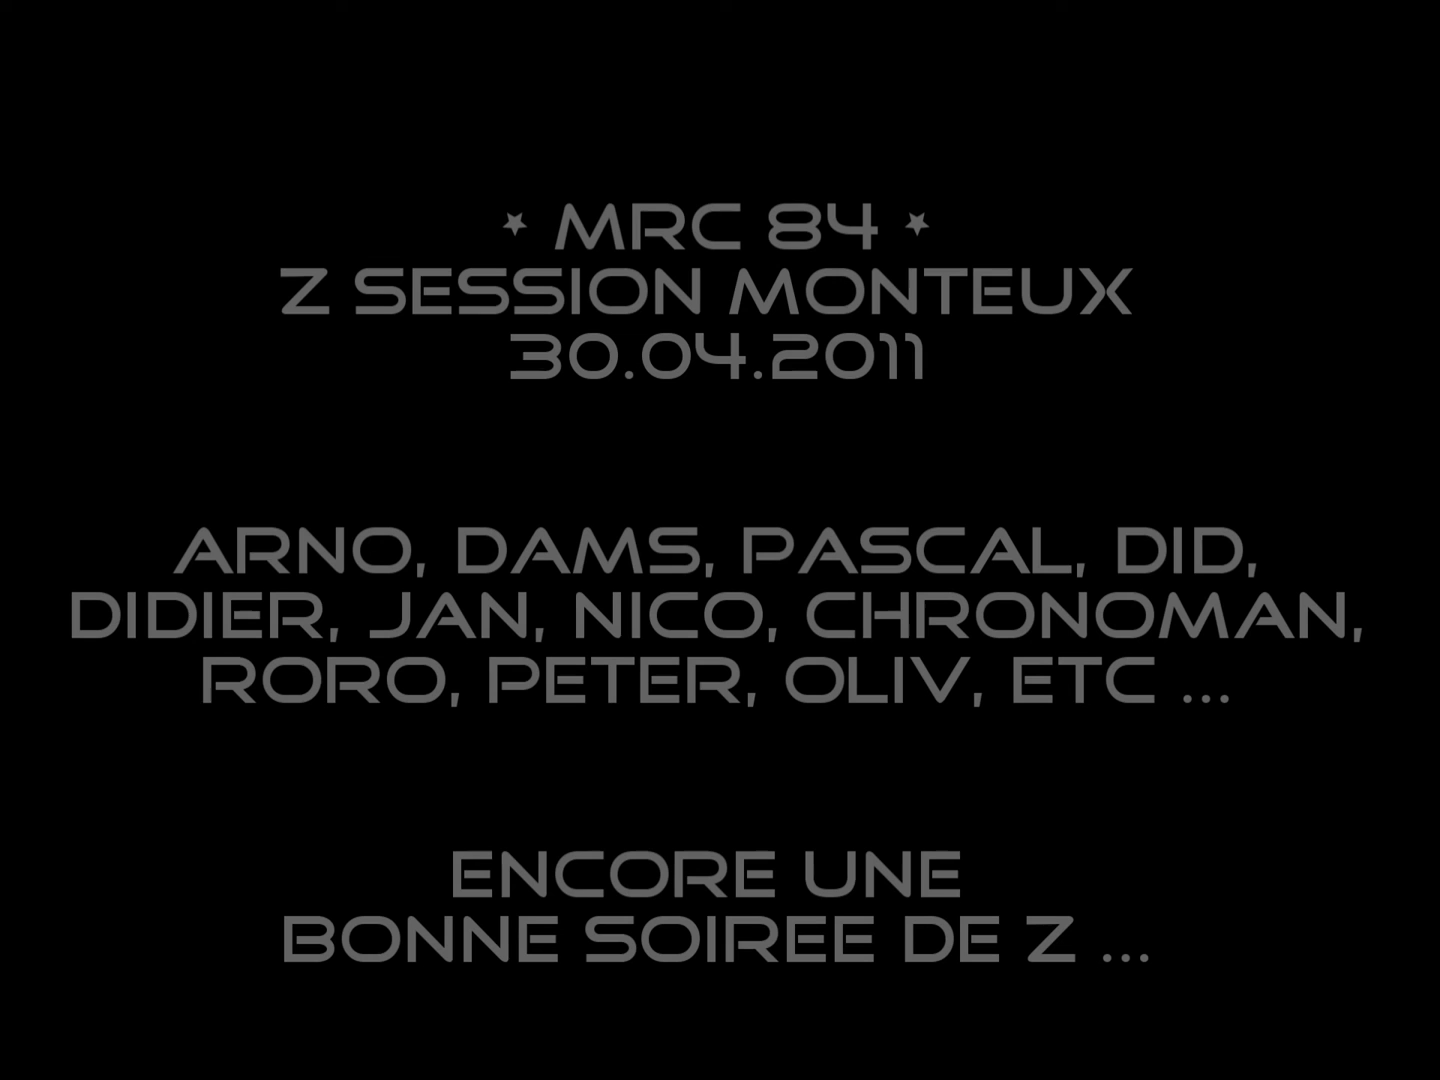 ★ MRC 84 ★
Z SESSION MONTEUX
30.04.2011
ARNO, DAMS, PASCAL, DID,
DIDIER, JAN, NICO, CHRONOMAN,
RORO, PETER, OLIV, ETC ...
ENCORE UNE
BONNE SOIREE DE Z ...